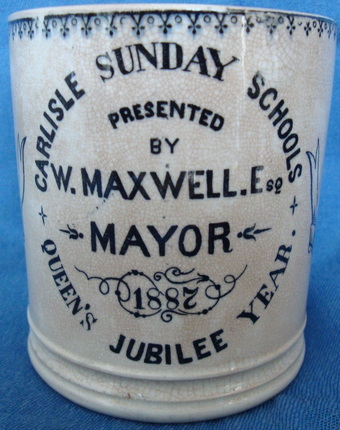 CARLISLE SUNDAY SCHOOLS
PRESENTED
BY
W. MAXWELL. Esq
MAYOR
1887
QUEEN'S JUBILEE YEAR.